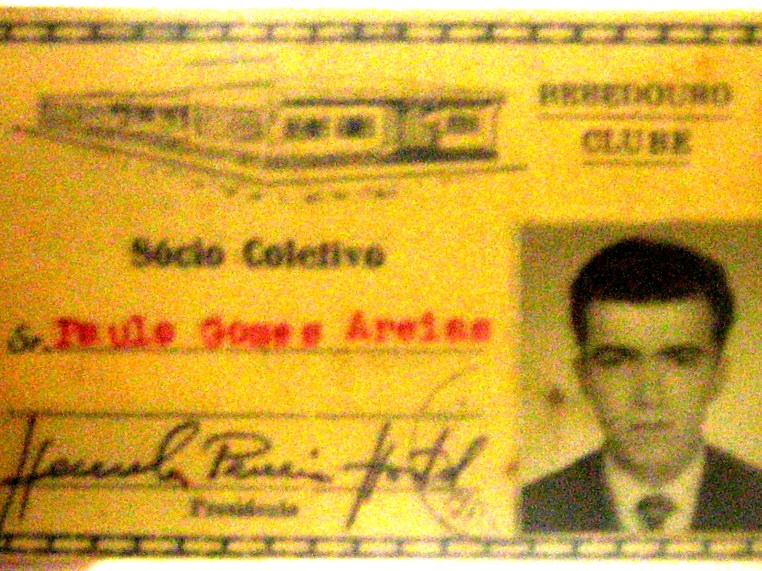 BEBEDOURO
CLUBE
Sócio Coletivo
Sr. Paulo Gomes Areias
Presidente